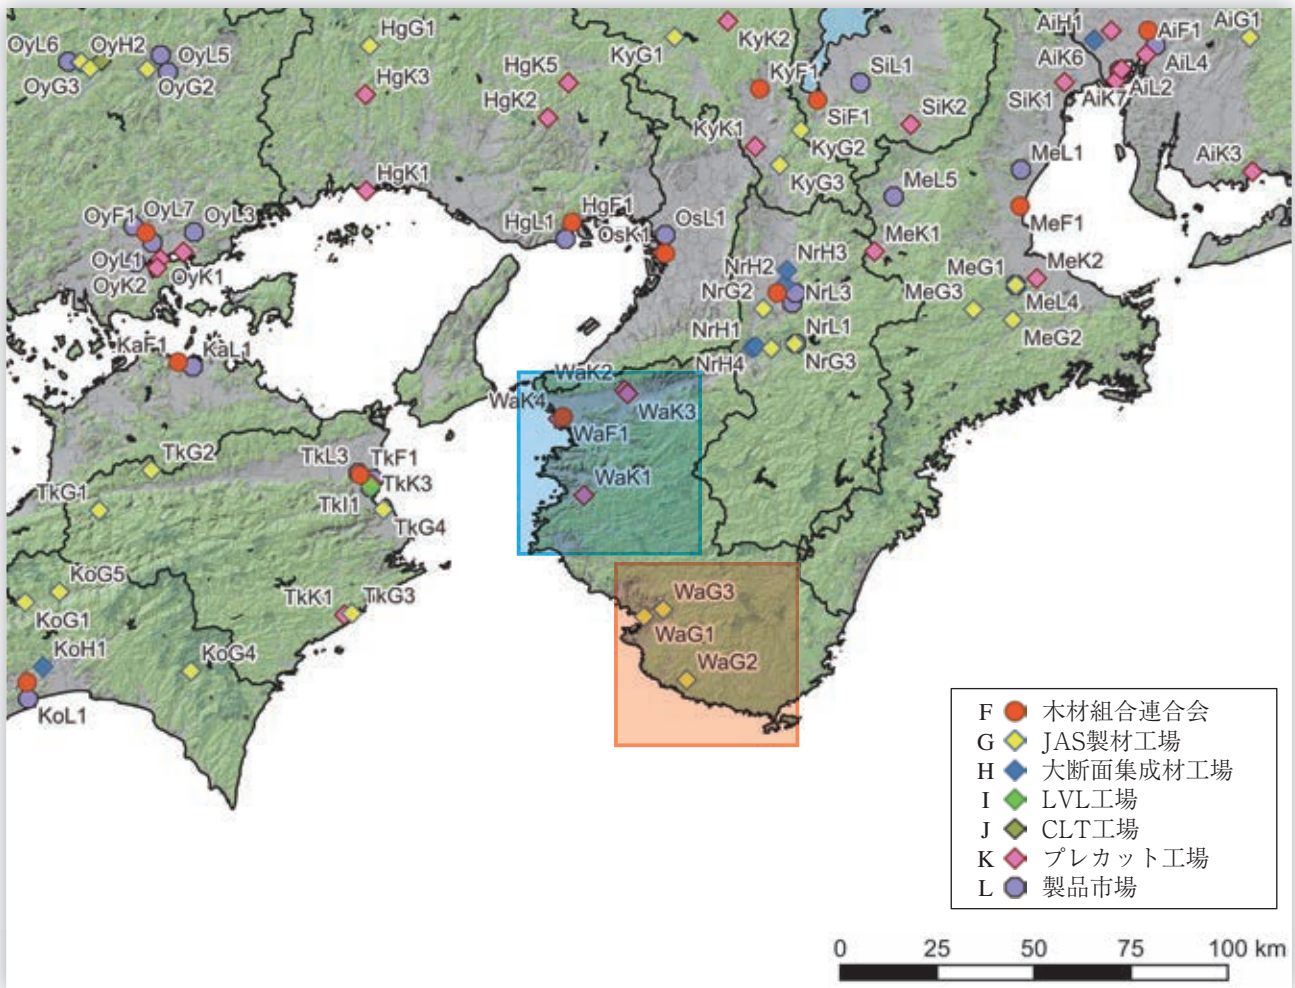 OyL6
OyH2
OyL5
OyG3
OyG2
HgG1
HgK3
HgK5
HgK2
KyG1
KyK2
KyF1
SiL1
SiF1
SiK2
SiK1
AiH1
AiF1
AiG1
AiK6
AiL4
AiK7
AiL2
KyK1
KyG2
KyG3
MeL1
AiK3
MeL5
HgK1
OyF1
OyL7
OyL3
HgF1
HgL1
OsK1
OsL1
MeF1
OyL1
OyK1
OyK2
NrH2
NrH3
MeK1
MeG1
MeK2
NrG2
NrL3
MeG3
MeL4
NrH1
NrL1
MeG2
NrH4
NrG3
KaF1
KaL1
WaK2
WaK4
WaK3
WaF1
TkG2
TkL3
TkF1
TkG1
TkK3
WaK1
TkI1
TkG4
KoG5
TkK1
TkG3
WaG3
KoG1
WaG1
KoH1
KoG4
WaG2
KoL1
F 木材組合連合会
G JAS製材工場
H 大断面集成材工場
I LVL工場
J CLT工場
K プレカット工場
L 製品市場
0 25 50 75 100 km